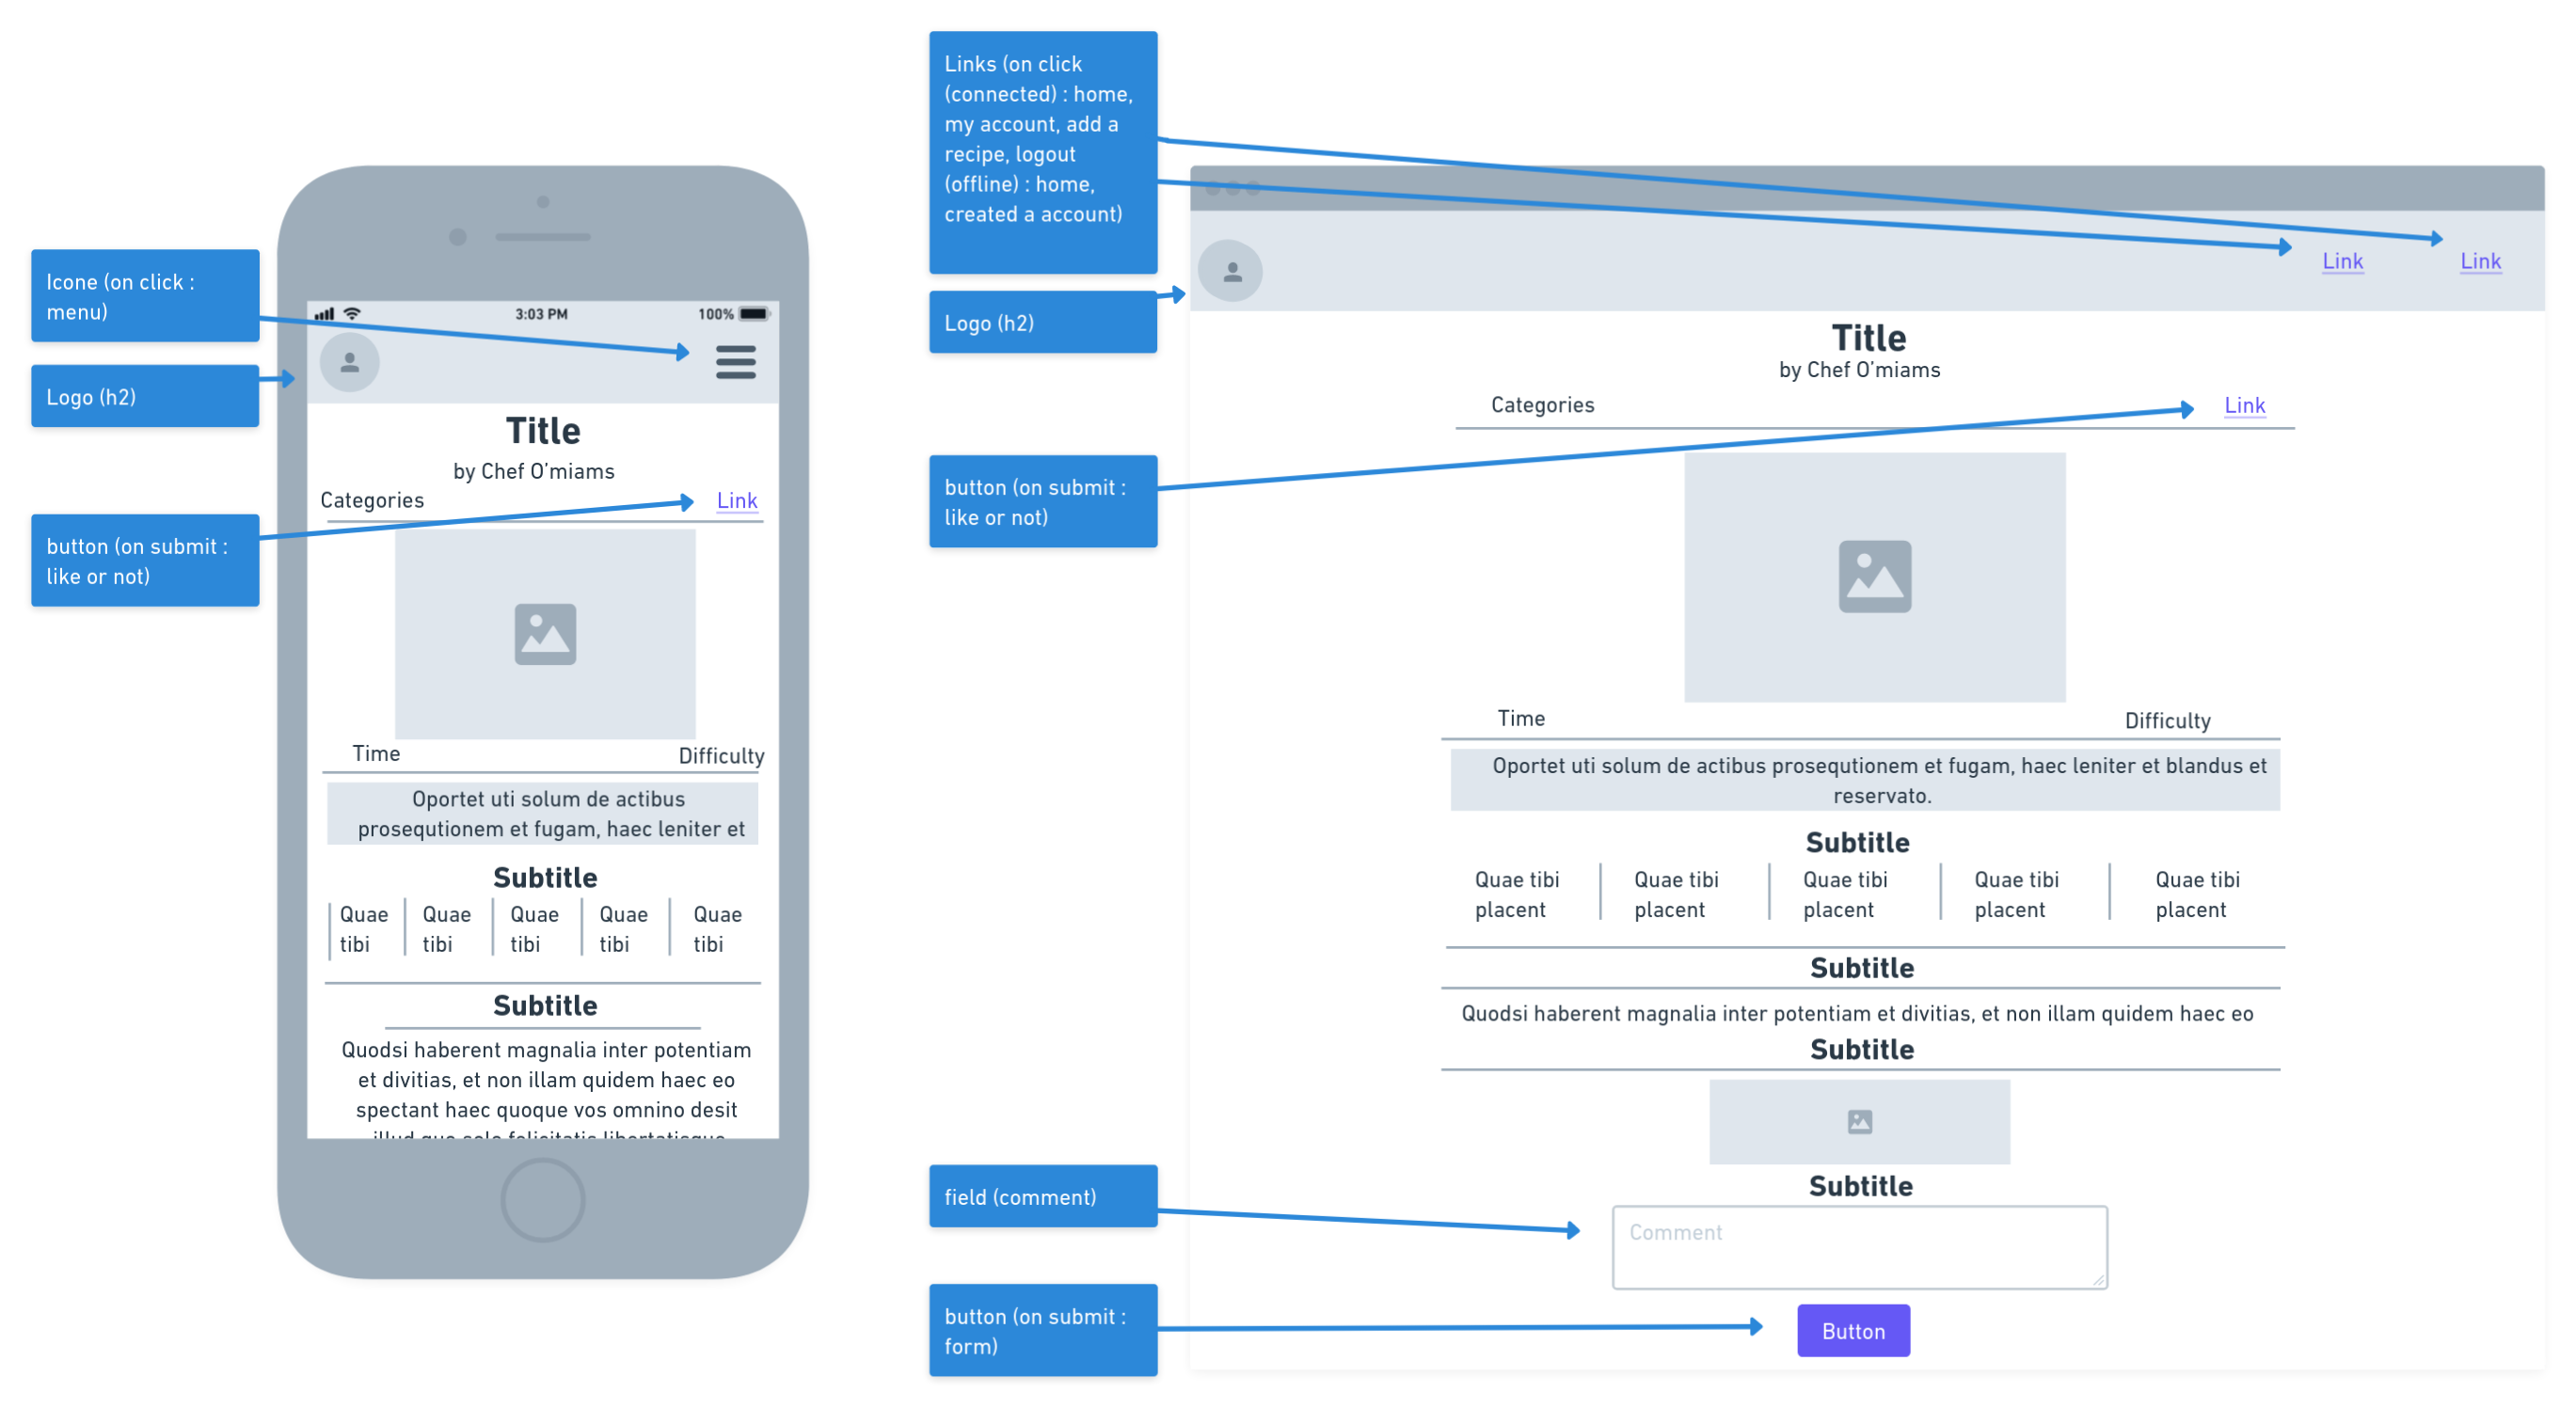 Icone (on click :
menu)
Logo (h2)
button (on submit :
like or not)
3:03 PM
100%
Title
by Chef O'miams
Categories
Link
Time
Difficulty
Oportet uti solum de actibus
prosequtionem et fugam, haec leniter et
Subtitle
Quae
tibi
Quae
tibi
Quae
tibi
Quae
tibi
Quae
tibi
Subtitle
Quodsi haberent magnalia inter potentiam
et divitias, et non illam quidem haec eo
spectant haec quoque vos omnino desit
illud quo solo felicitatis libertatisque
Links (on click
(connected) : home,
my account, add a
recipe, logout
(offline) : home,
created a account)
Logo (h2)
button (on submit :
like or not)
field (comment)
button (on submit :
form)
Link
Link
Title
by Chef O'miams
Categories
Link
Time
Difficulty
Oportet uti solum de actibus prosequtionem et fugam, haec leniter et blandus et
reservato.
Subtitle
Quae tibi
placent
Quae tibi
placent
Quae tibi
placent
Quae tibi
placent
Quae tibi
placent
Subtitle
Quodsi haberent magnalia inter potentiam et divitias, et non illam quidem haec eo
Subtitle
Subtitle
Comment
Button